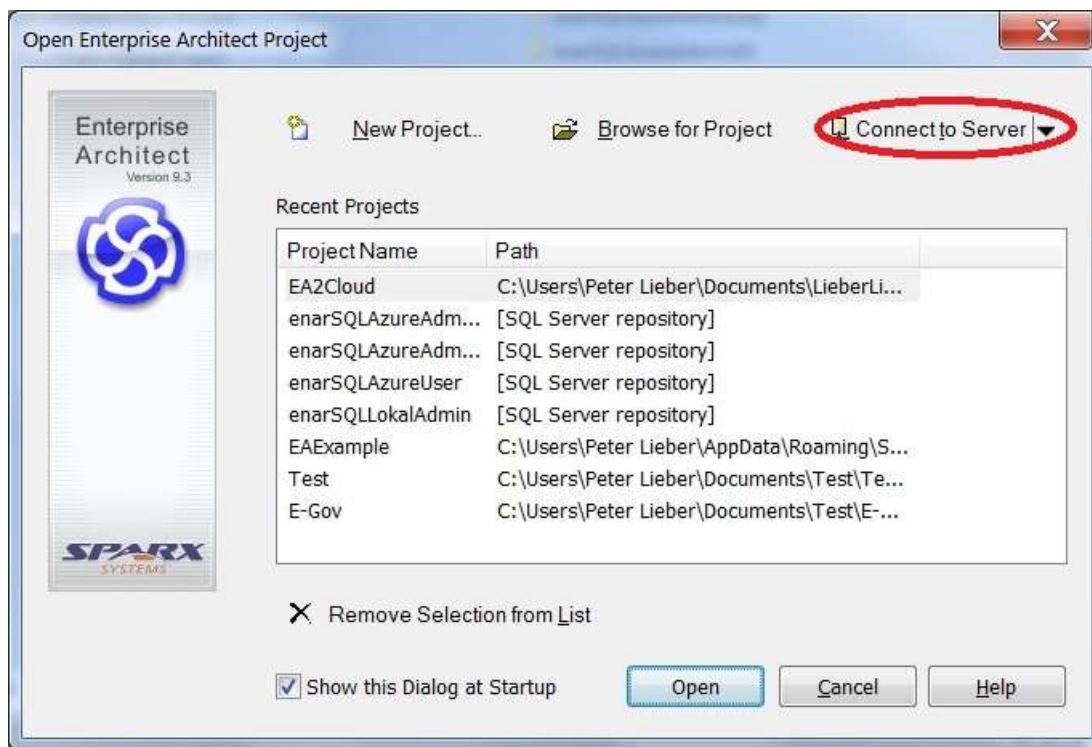 Open Enterprise Architect Project
Enterprise
Architect
Version 9.3
New Project...
Browse for Project
Connect to Server
Recent Projects
Project Name Path
EA2Cloud C:\Users\Peter Lieber\Documents\LieberLi...
enarSQLAzureAdm... [SQL Server repository]
enarSQLAzureAdm... [SQL Server repository]
enarSQLAzureUser [SQL Server repository]
enarSQLLokalAdmin [SQL Server repository]
EAExample C:\Users\Peter Lieber\AppData\Roaming\S...
Test C:\Users\Peter Lieber\Documents\Test\Te...
E-Gov C:\Users\Peter Lieber\Documents\Test\E-...
SPARX
SYSTEMS
Remove Selection from List
Show this Dialog at Startup
Open
Cancel
Help